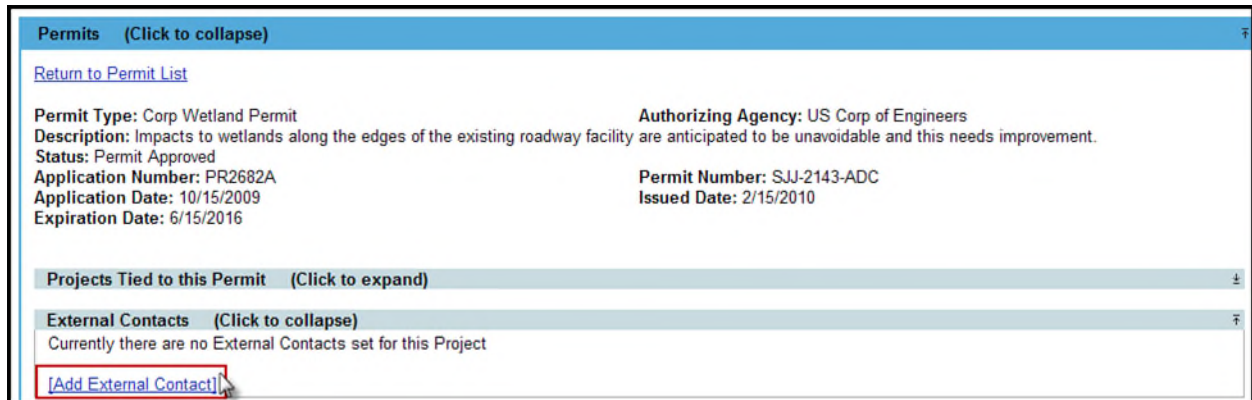 Permits (Click to collapse)
Return to Permit List
Permit Type: Corp Wetland Permit Authorizing Agency: US Corp of Engineers
Description: Impacts to wetlands along the edges of the existing roadway facility are anticipated to be unavoidable and this needs improvement.
Status: Permit Approved
Application Number: PR2682A Permit Number: SJJ-2143-ADC
Application Date: 10/15/2009 Issued Date: 2/15/2010
Expiration Date: 6/15/2016
Projects Tied to this Permit (Click to expand)
External Contacts (Click to collapse)
Currently there are no External Contacts set for this Project
[Add External Contact]